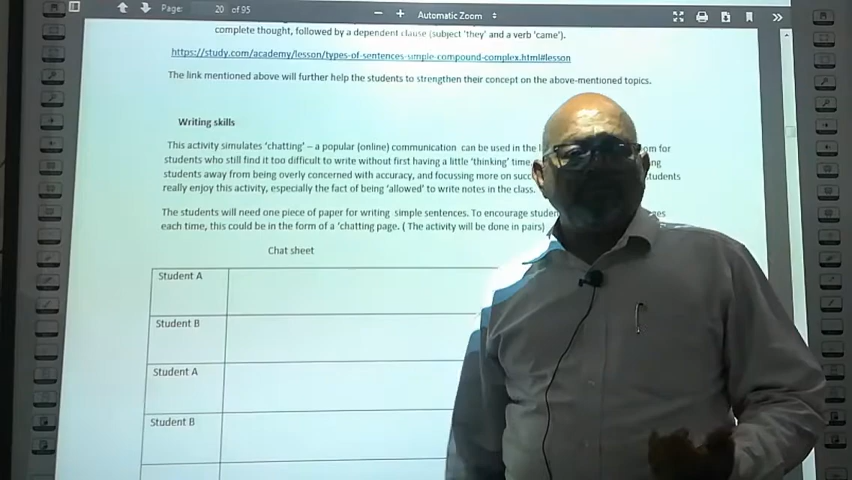 Page: 20 of 95
Automatic Zoom
complete thought, followed by a dependent clause (subject 'they' and a verb 'came').
https://study.com/academy/lesson/types-of-sentences-simple-compound-complex.html#lesson
The link mentioned above will further help the students to strengthen their concept on the above-mentioned topics.
Writing skills
This activity simulates 'chatting' – a popular (online) communication can be used in the om for
students who still find it too difficult to write without first having a little 'thinking' time. ng
students away from being overly concerned with accuracy, and focussing more on succ tudents
really enjoy this activity, especially the fact of being 'allowed' to write notes in the class.
The students will need one piece of paper for writing simple sentences. To encourage studen ges
each time, this could be in the form of a 'chatting page. ( The activity will be done in pairs)
Chat sheet
Student A
Student B
Student A
Student B